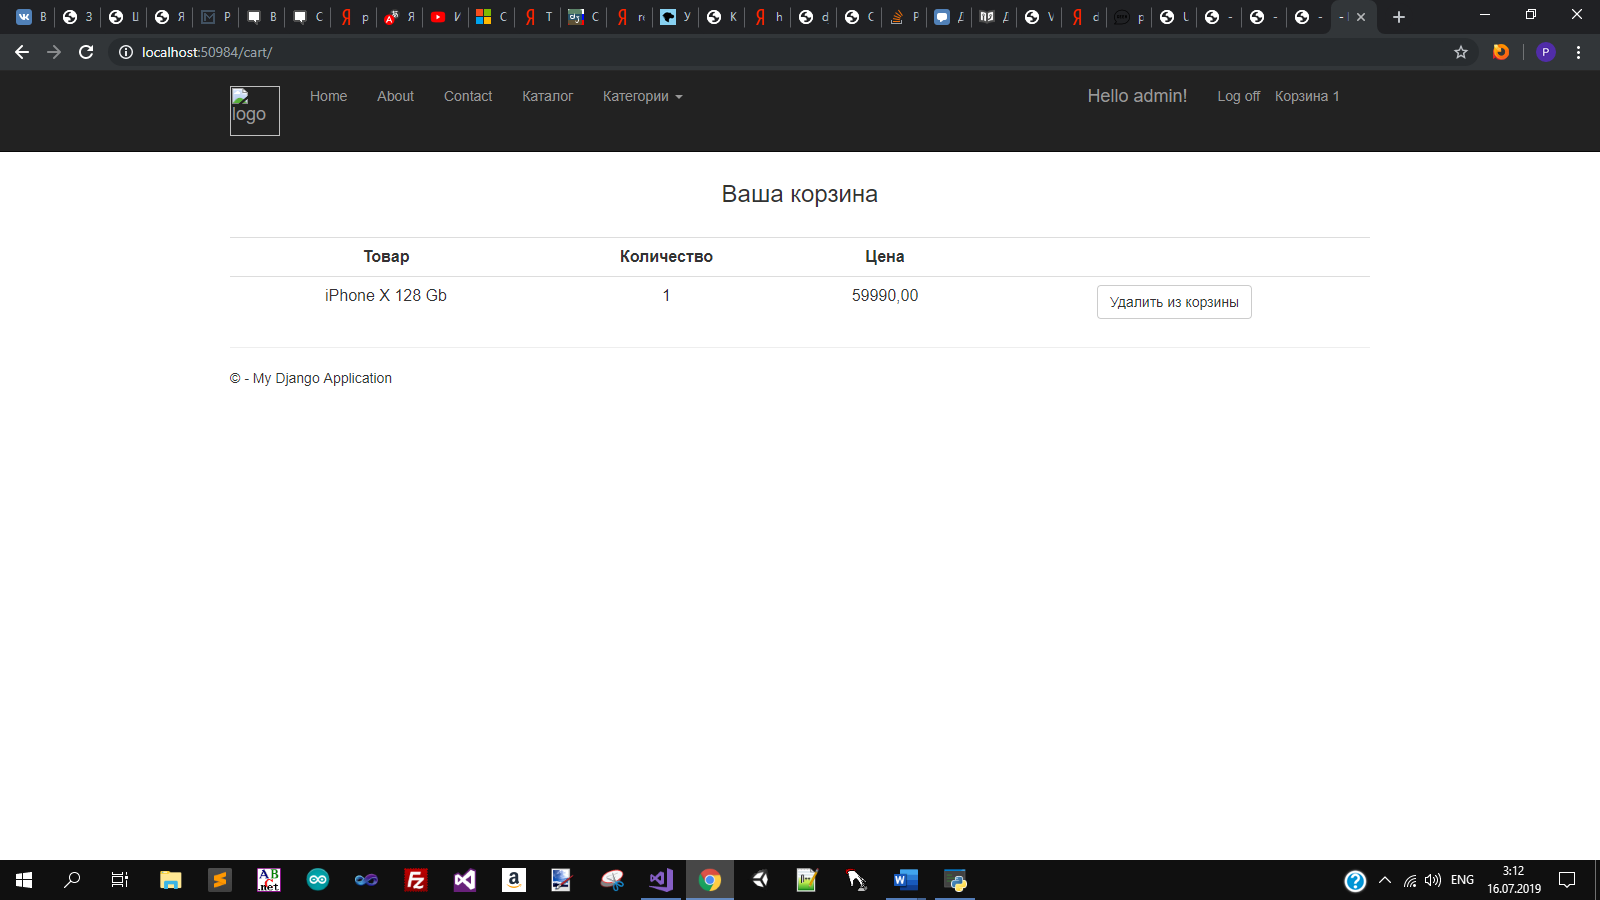 localhost:50984/cart/
P
logo
Home About Contact Каталог Категории Hello admin! Log off Корзина 1
Ваша корзина
Товар Количество Цена
iPhone X 128 Gb 1 59990,00 Удалить из корзины
© - My Django Application
ENG
3:12
16.07.2019